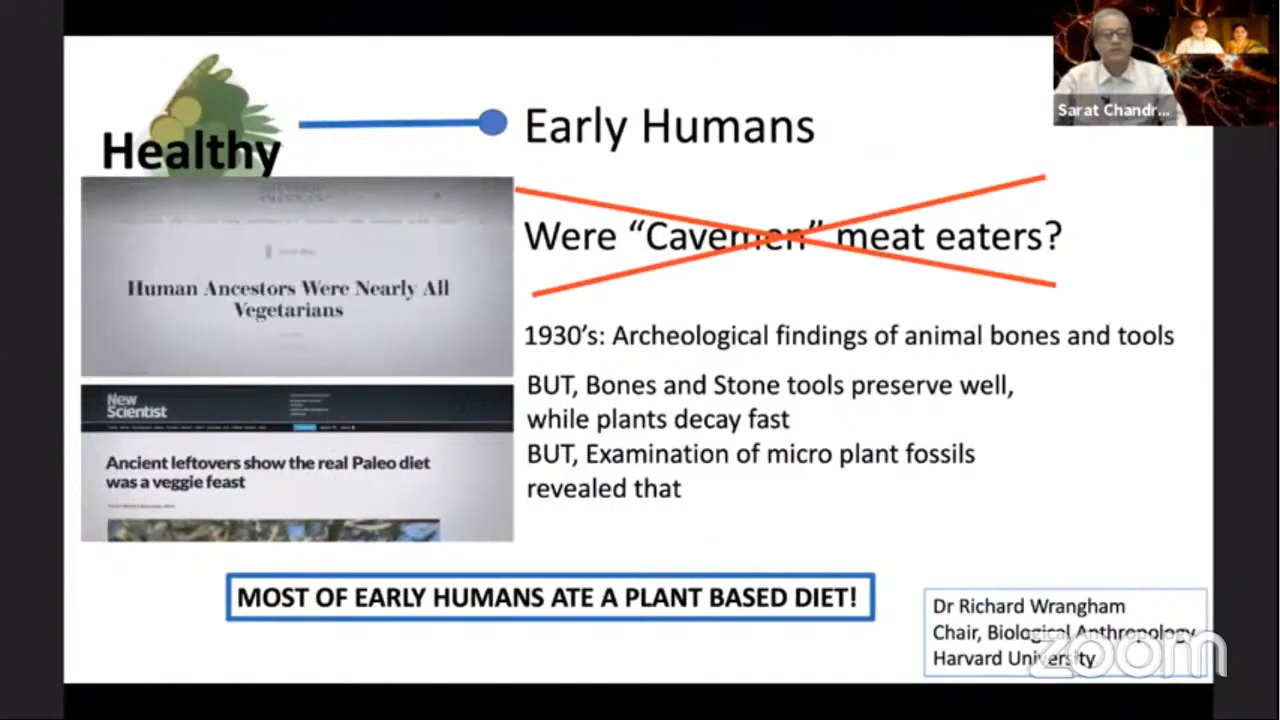 Sarat Chandr...
Healthy
Early Humans
Were “Cavemen” meat eaters?
Human Ancestors Were Nearly All
Vegetarians
1930’s: Archeological findings of animal bones and tools
BUT, Bones and Stone tools preserve well,
while plants decay fast
BUT, Examination of micro plant fossils
revealed that
New
Scientist
Ancient leftovers show the real Paleo diet
was a veggie feast
MOST OF EARLY HUMANS ATE A PLANT BASED DIET!
Dr Richard Wrangham
Chair, Biological Anthropology
Harvard University
zoom